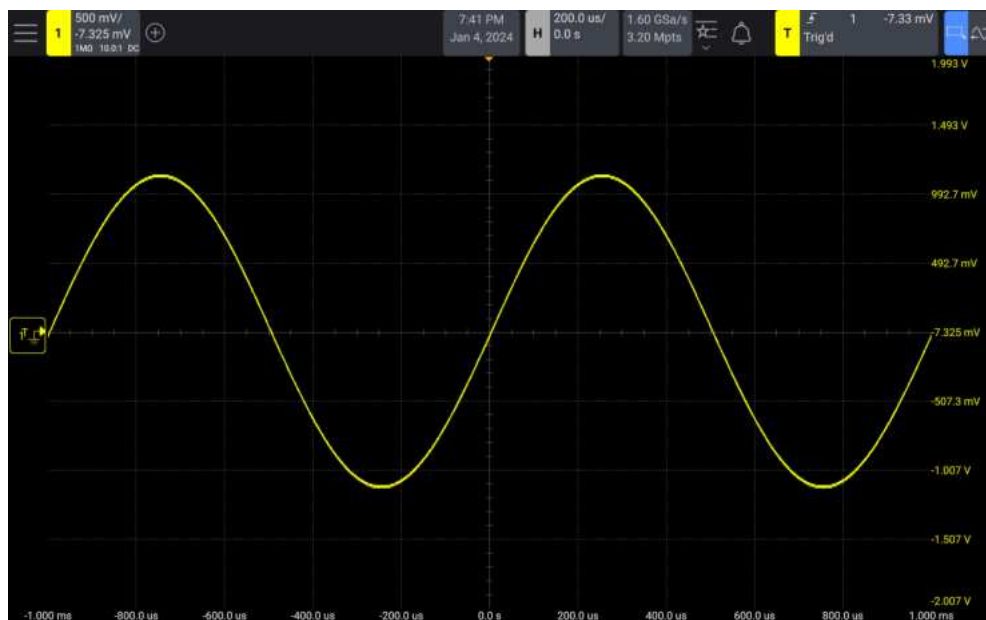 500 mV/
1
-7.325 mV
1MΩ 10.0:1 DC
7:41 PM
Jan 4, 2024
H
200.0 us/
0.0 s
1.60 GSa/s
3.20 Mpts
T
1
-7.33 mV
Trig'd
1.993 V
1.493 V
992.7 mV
492.7 mV
T
-7.325 mV
-507.3 mV
-1.007 V
-1.507 V
-2.007 V
-1.000 ms
-800.0 us
-600.0 us
-400.0 us
-200.0 us
0.0 s
200.0 us
400.0 us
600.0 us
800.0 us
1.000 ms